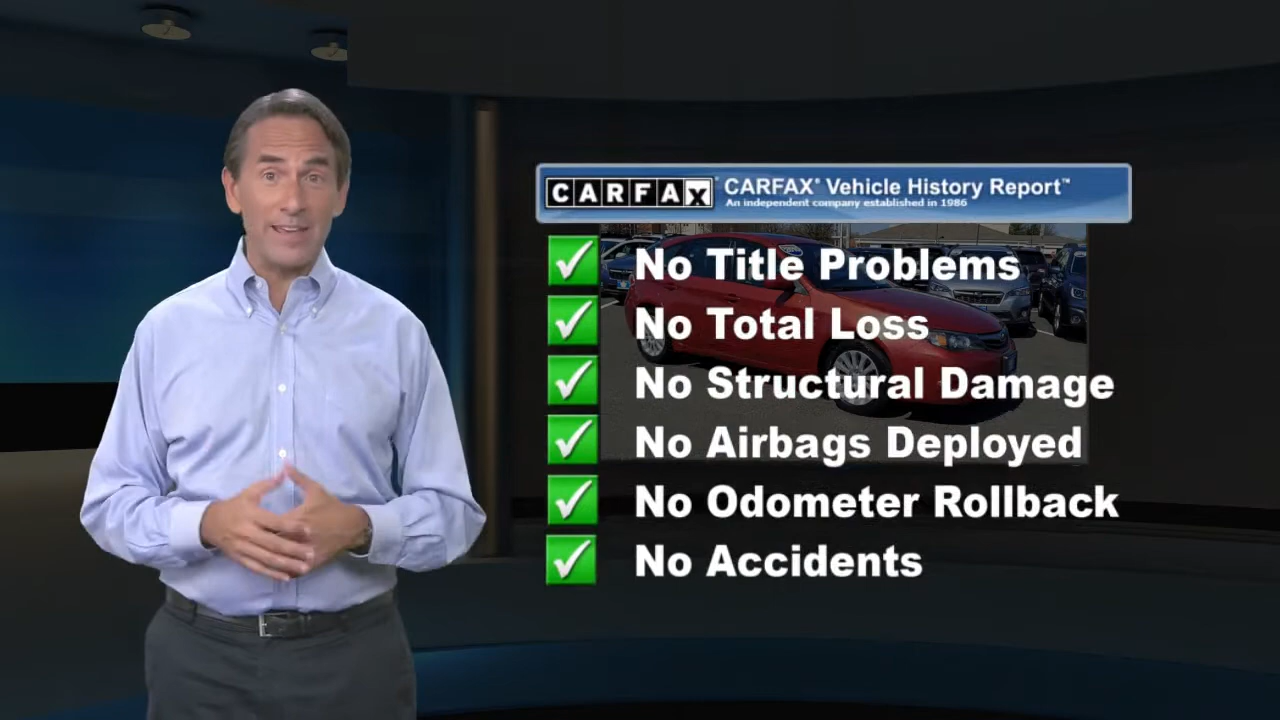 CARFAX
CARFAX® Vehicle History Report™
An independent company established in 1986
No Title Problems
No Total Loss
No Structural Damage
No Airbags Deployed
No Odometer Rollback
No Accidents